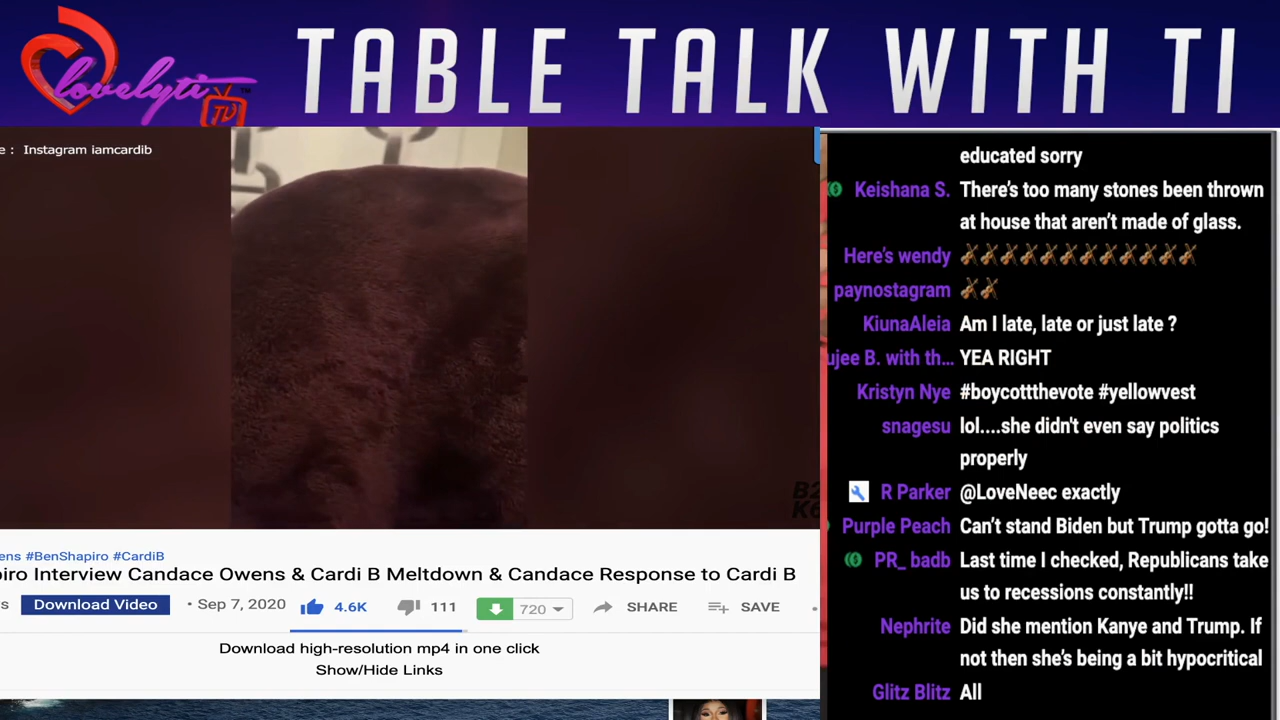 lovelyti
TV
TABLE TALK WITH TI
e : Instagram iamcardib
educated sorry
Keishana S. There's too many stones been thrown
at house that aren't made of glass.
Here's wendy 🎻🎻🎻🎻🎻🎻🎻🎻🎻🎻🎻🎻
paynostagram 🎻🎻
KiunaAleia Am I late, late or just late ?
ujee B. with th... YEA RIGHT
Kristyn Nye #boycottthevote #yellowvest
snagesu lol....she didn't even say politics
properly
R Parker @LoveNeec exactly
Purple Peach Can't stand Biden but Trump gotta go!
PR_ badb Last time I checked, Republicans take
us to recessions constantly!!
Nephrite Did she mention Kanye and Trump. If
not then she's being a bit hypocritical
Glitz Blitz All
ens #BenShapiro #CardiB
iro Interview Candace Owens & Cardi B Meltdown & Candace Response to Cardi B
s Download Video • Sep 7, 2020 4.6K 111 720 SHARE SAVE
Download high-resolution mp4 in one click
Show/Hide Links